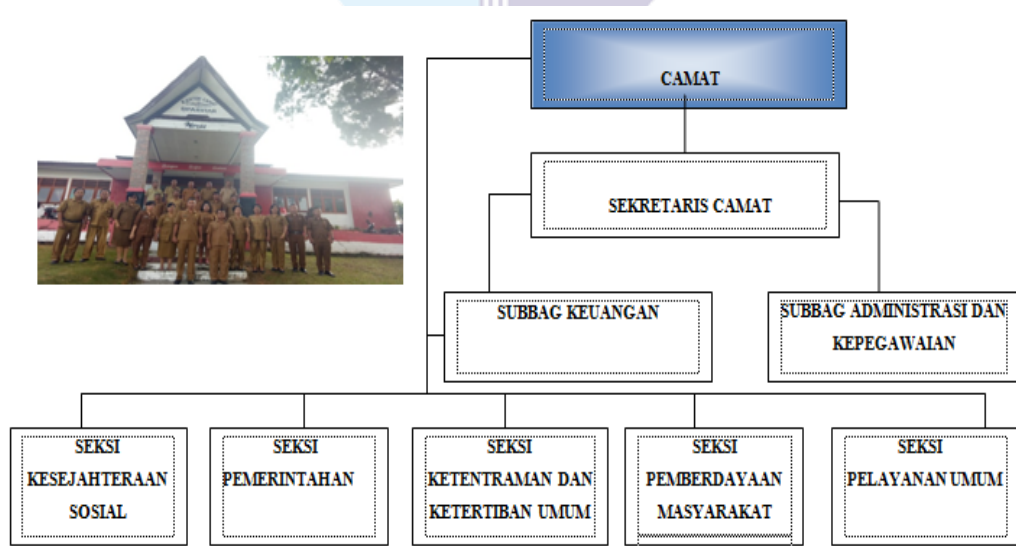 CAMAT
SEKRETARIS CAMAT
SUBBAG KEUANGAN
SUBBAG ADMINISTRASI DAN
KEPEGAWAIAN
SEKSI
KESEJAHTERAAN
SOSIAL
SEKSI
PEMERINTAHAN
SEKSI
KETENTRAMAN DAN
KETERTIBAN UMUM
SEKSI
PEMBERDAYAAN
MASYARAKAT
SEKSI
PELAYANAN UMUM